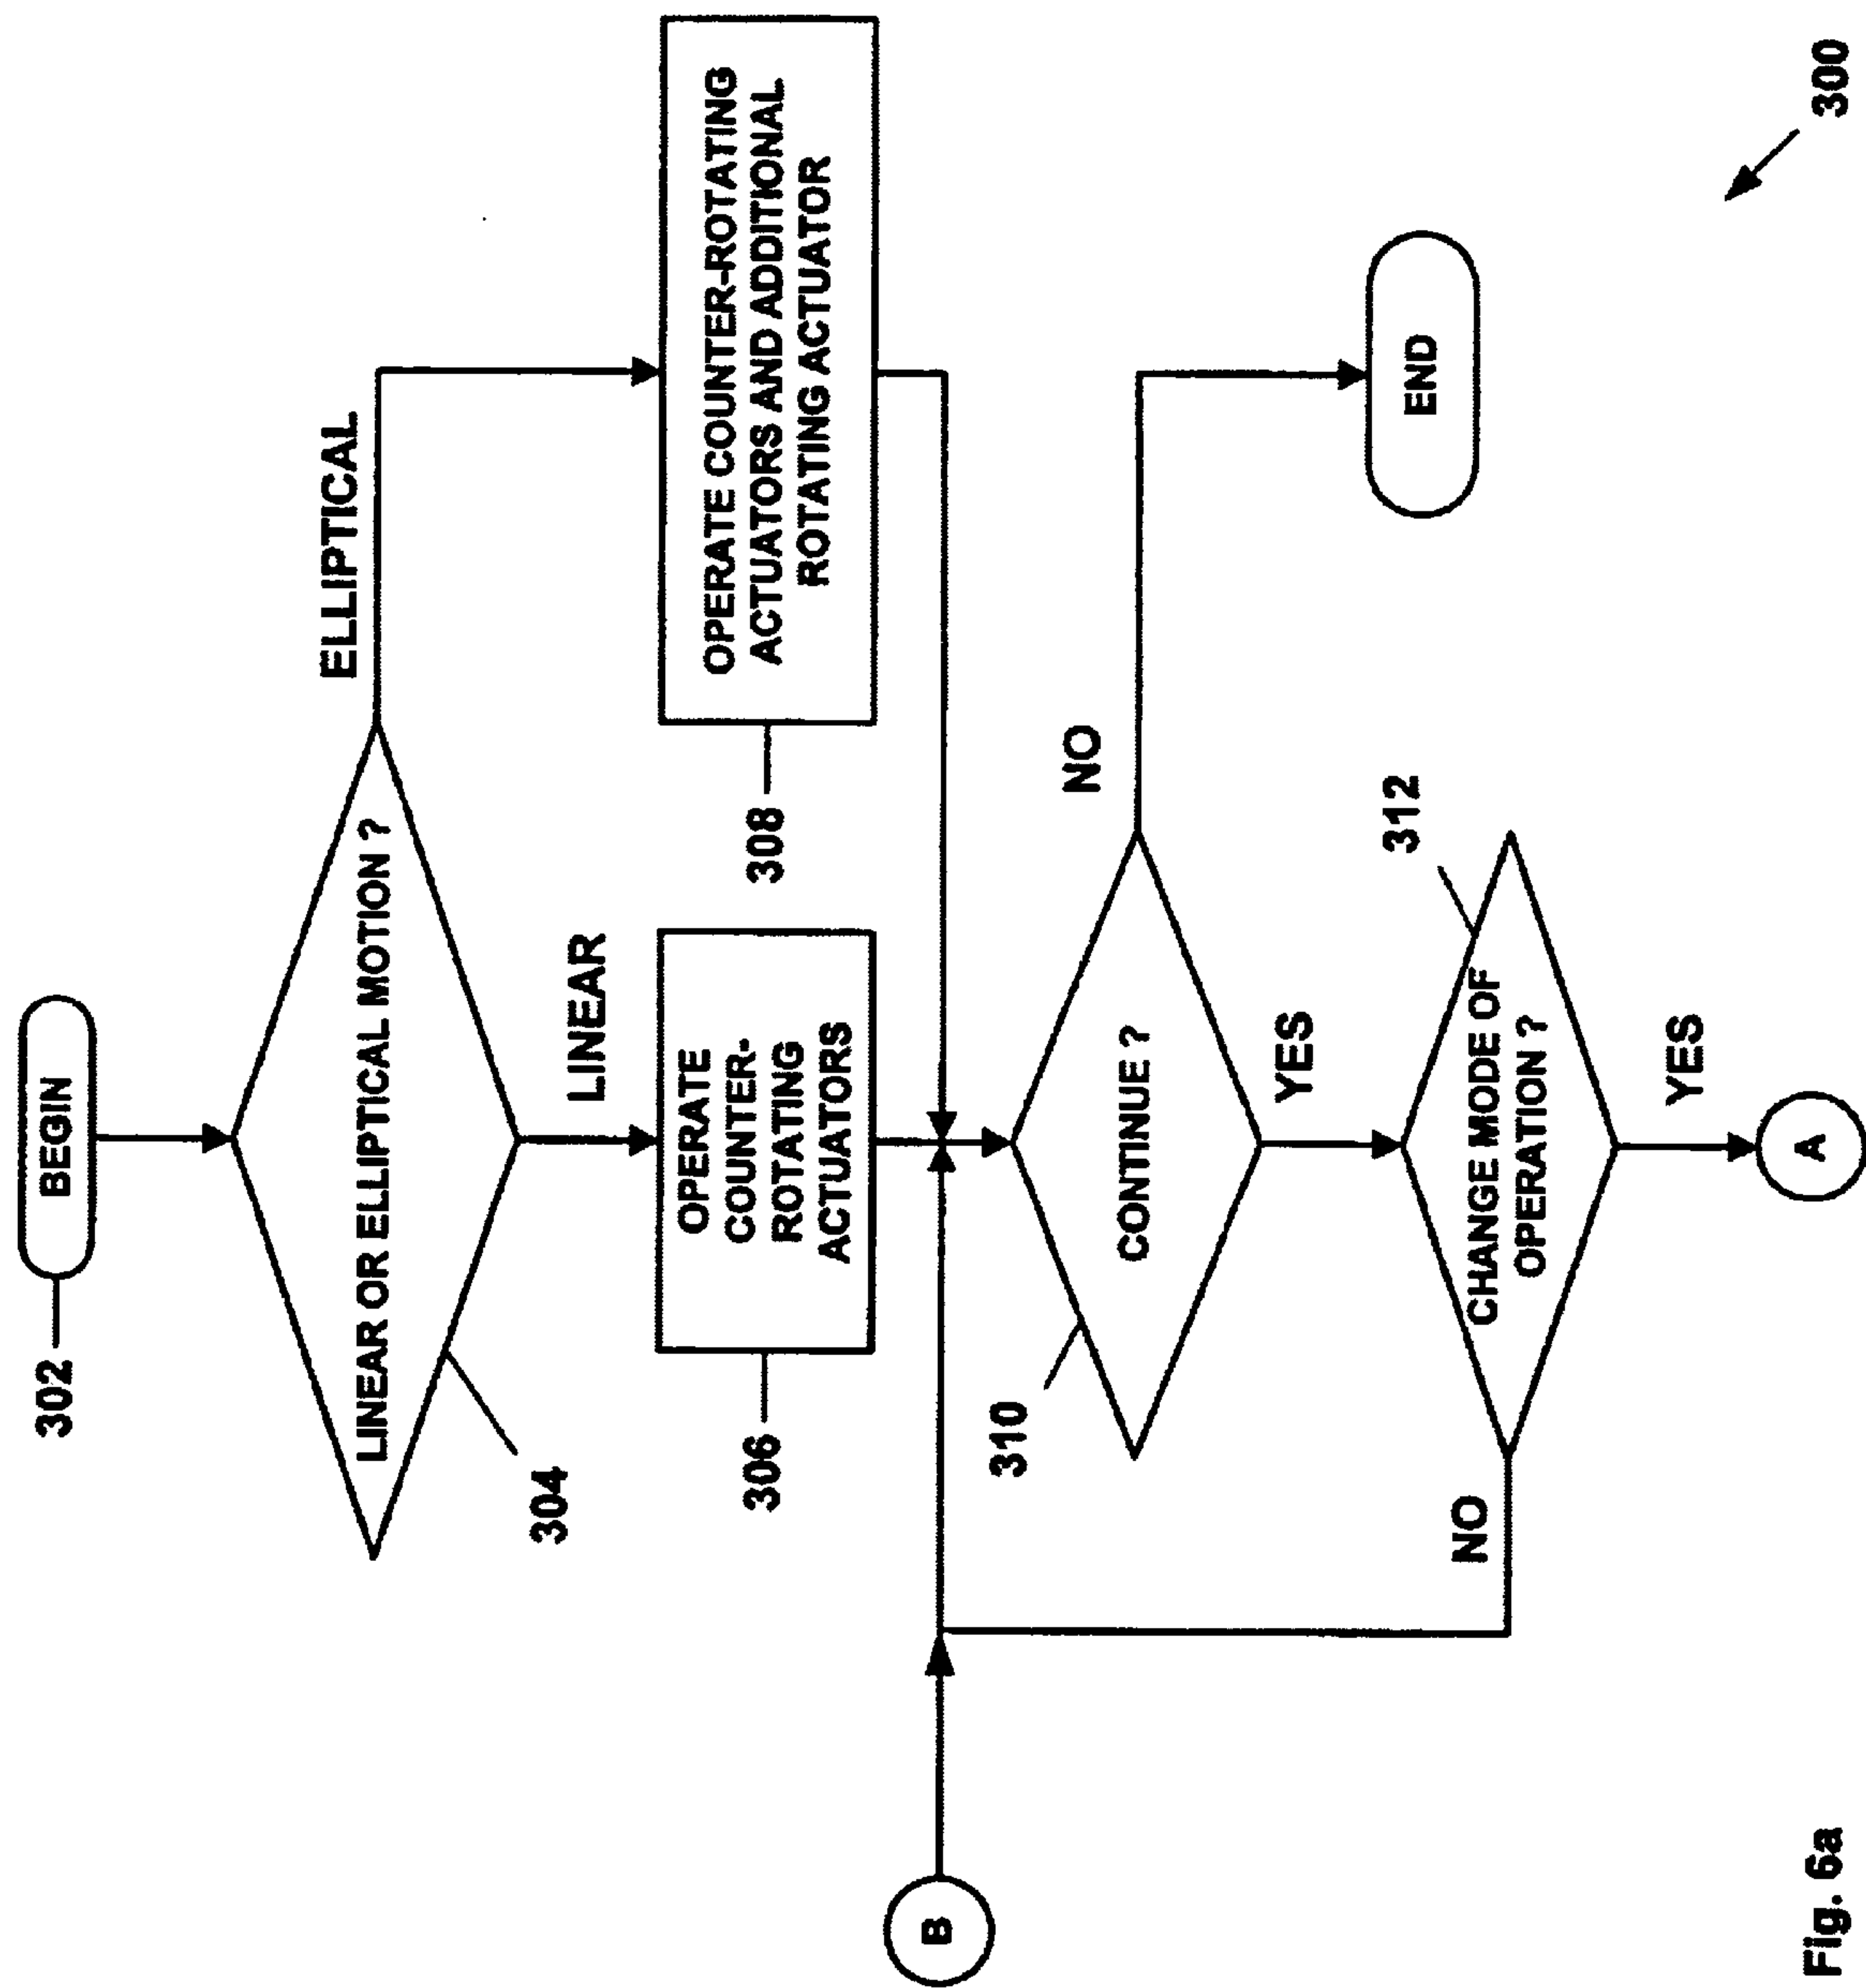 302
BEGIN
LINEAR OR ELLIPTICAL MOTION ?
304
ELLIPTICAL
LINEAR
306
OPERATE
COUNTER-
ROTATING
ACTUATORS
308
OPERATE COUNTER-ROTATING
ACTUATORS AND ADDITIONAL
ROTATING ACTUATOR
B
310
CONTINUE ?
NO
END
YES
312
CHANGE MODE OF
OPERATION ?
NO
YES
A
300
Fig. 6a